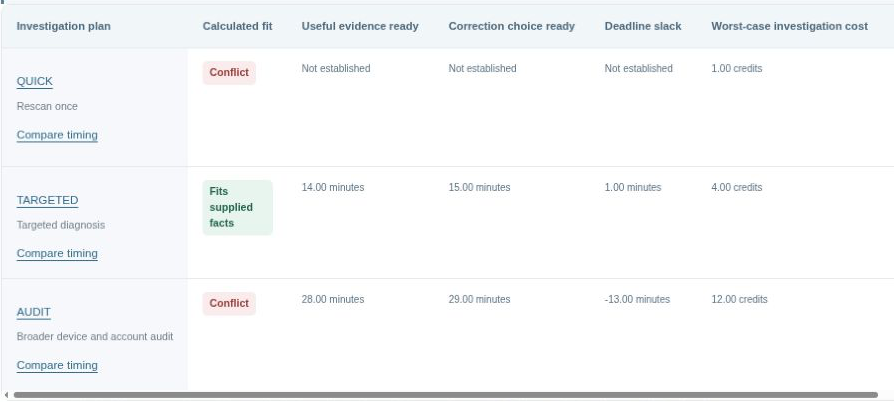 Investigation plan Calculated fit Useful evidence ready Correction choice ready Deadline slack Worst-case investigation cost
QUICK
Rescan once
Compare timing
Conflict
Not established
Not established
Not established
1.00 credits
TARGETED
Targeted diagnosis
Compare timing
Fits
supplied
facts
14.00 minutes
15.00 minutes
1.00 minutes
4.00 credits
AUDIT
Broader device and account audit
Compare timing
Conflict
28.00 minutes
29.00 minutes
-13.00 minutes
12.00 credits